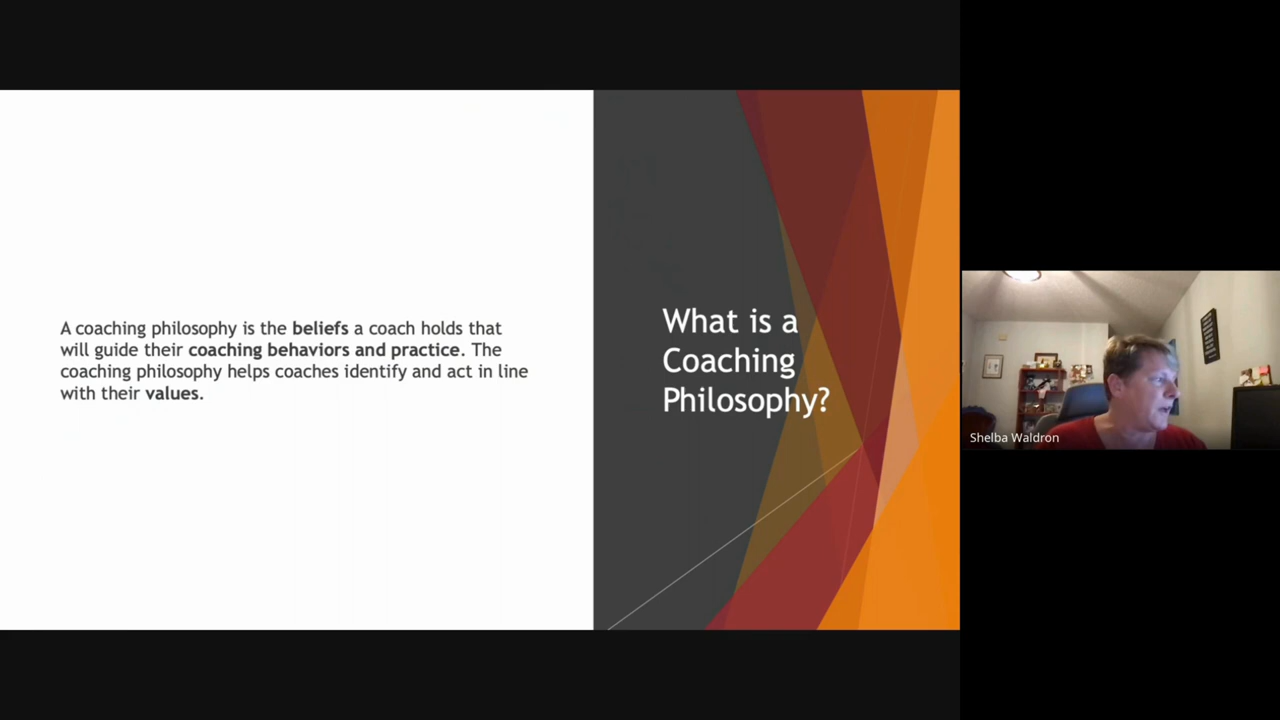 A coaching philosophy is the beliefs a coach holds that
will guide their coaching behaviors and practice. The
coaching philosophy helps coaches identify and act in line
with their values.
What is a
Coaching
Philosophy?
Shelba Waldron